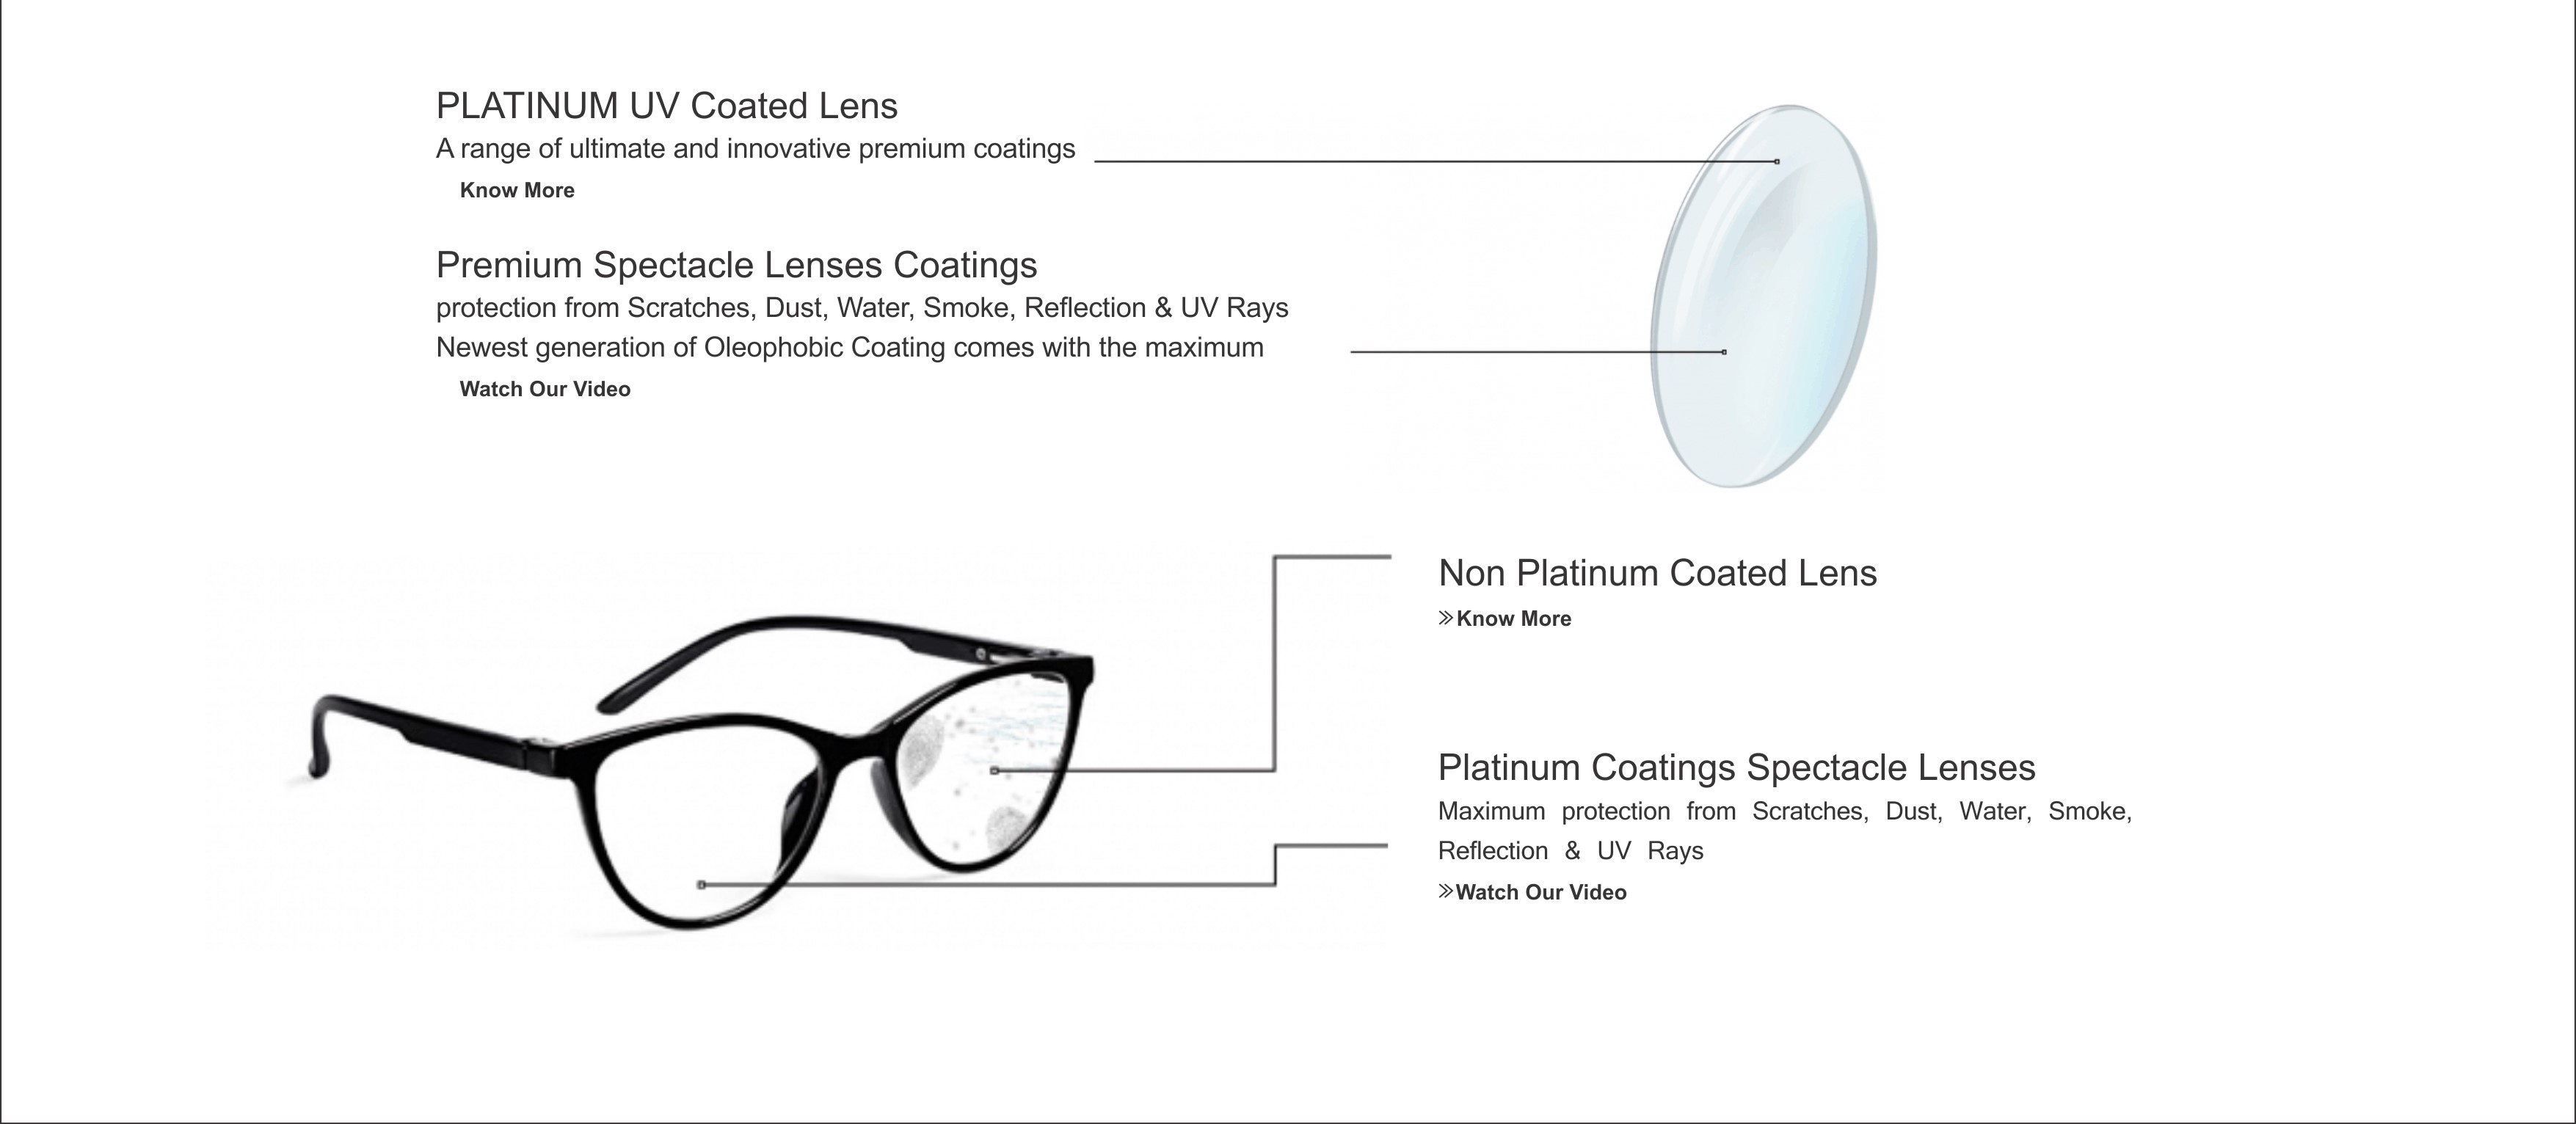 PLATINUM UV Coated Lens
A range of ultimate and innovative premium coatings
Know More
Premium Spectacle Lenses Coatings
protection from Scratches, Dust, Water, Smoke, Reflection & UV Rays
Newest generation of Oleophobic Coating comes with the maximum
Watch Our Video
Non Platinum Coated Lens
»Know More
Platinum Coatings Spectacle Lenses
Maximum protection from Scratches, Dust, Water, Smoke,
Reflection & UV Rays
»Watch Our Video